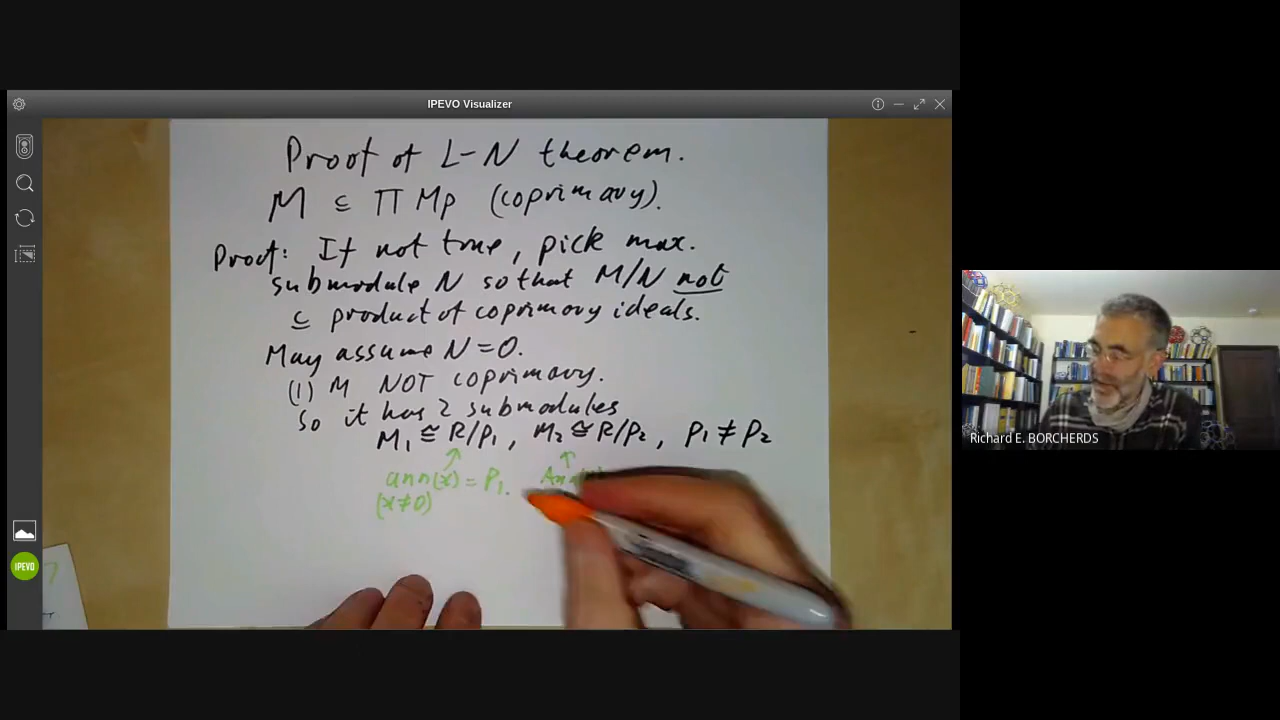 IPEVO Visualizer
Proof of L-N theorem.
M ⊆ Π Mp (coprimary).
Proof: If not true, pick max.
submodule N so that M/N not
⊆ product of coprimary ideals.
May assume N = 0.
(1) M NOT coprimary.
So it has 2 submodules
M₁ ≅ R/P₁, M₂ ≅ R/P₂, P₁ ≠ P₂
ann(x) = P₁.
(x ≠ 0)
Richard E. BORCHERDS
IPEVO
7